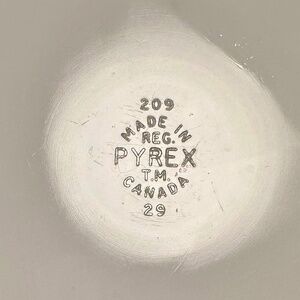 209
MADE IN
REG.
PYREX
T.M.
CANADA
29